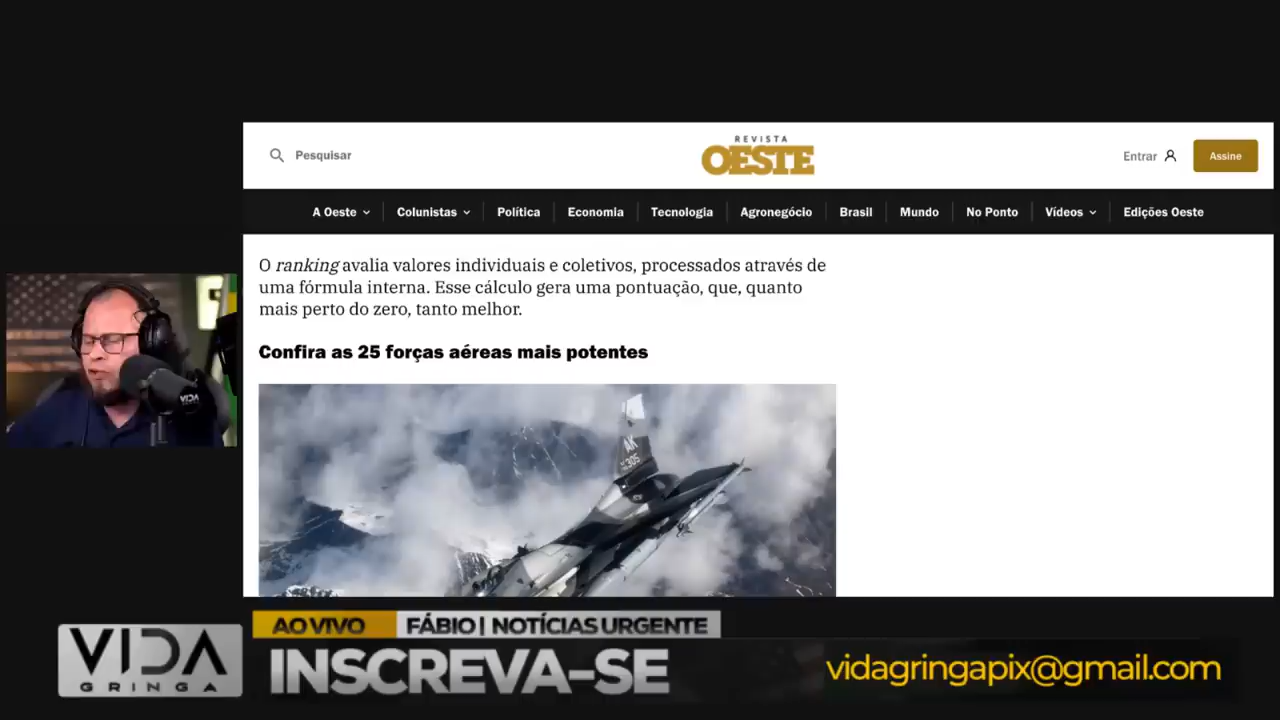 Pesquisar
REVISTA
OESTE
Entrar
Assine
A Oeste
Colunistas
Política
Economia
Tecnologia
Agronegócio
Brasil
Mundo
No Ponto
Vídeos
Edições Oeste
O ranking avalia valores individuais e coletivos, processados através de
uma fórmula interna. Esse cálculo gera uma pontuação, que, quanto
mais perto do zero, tanto melhor.
Confira as 25 forças aéreas mais potentes
AK
305
VIDA
AO VIVO
FÁBIO | NOTÍCIAS URGENTE
VIDA
GRINGA
INSCREVA-SE
vidagringapix@gmail.com